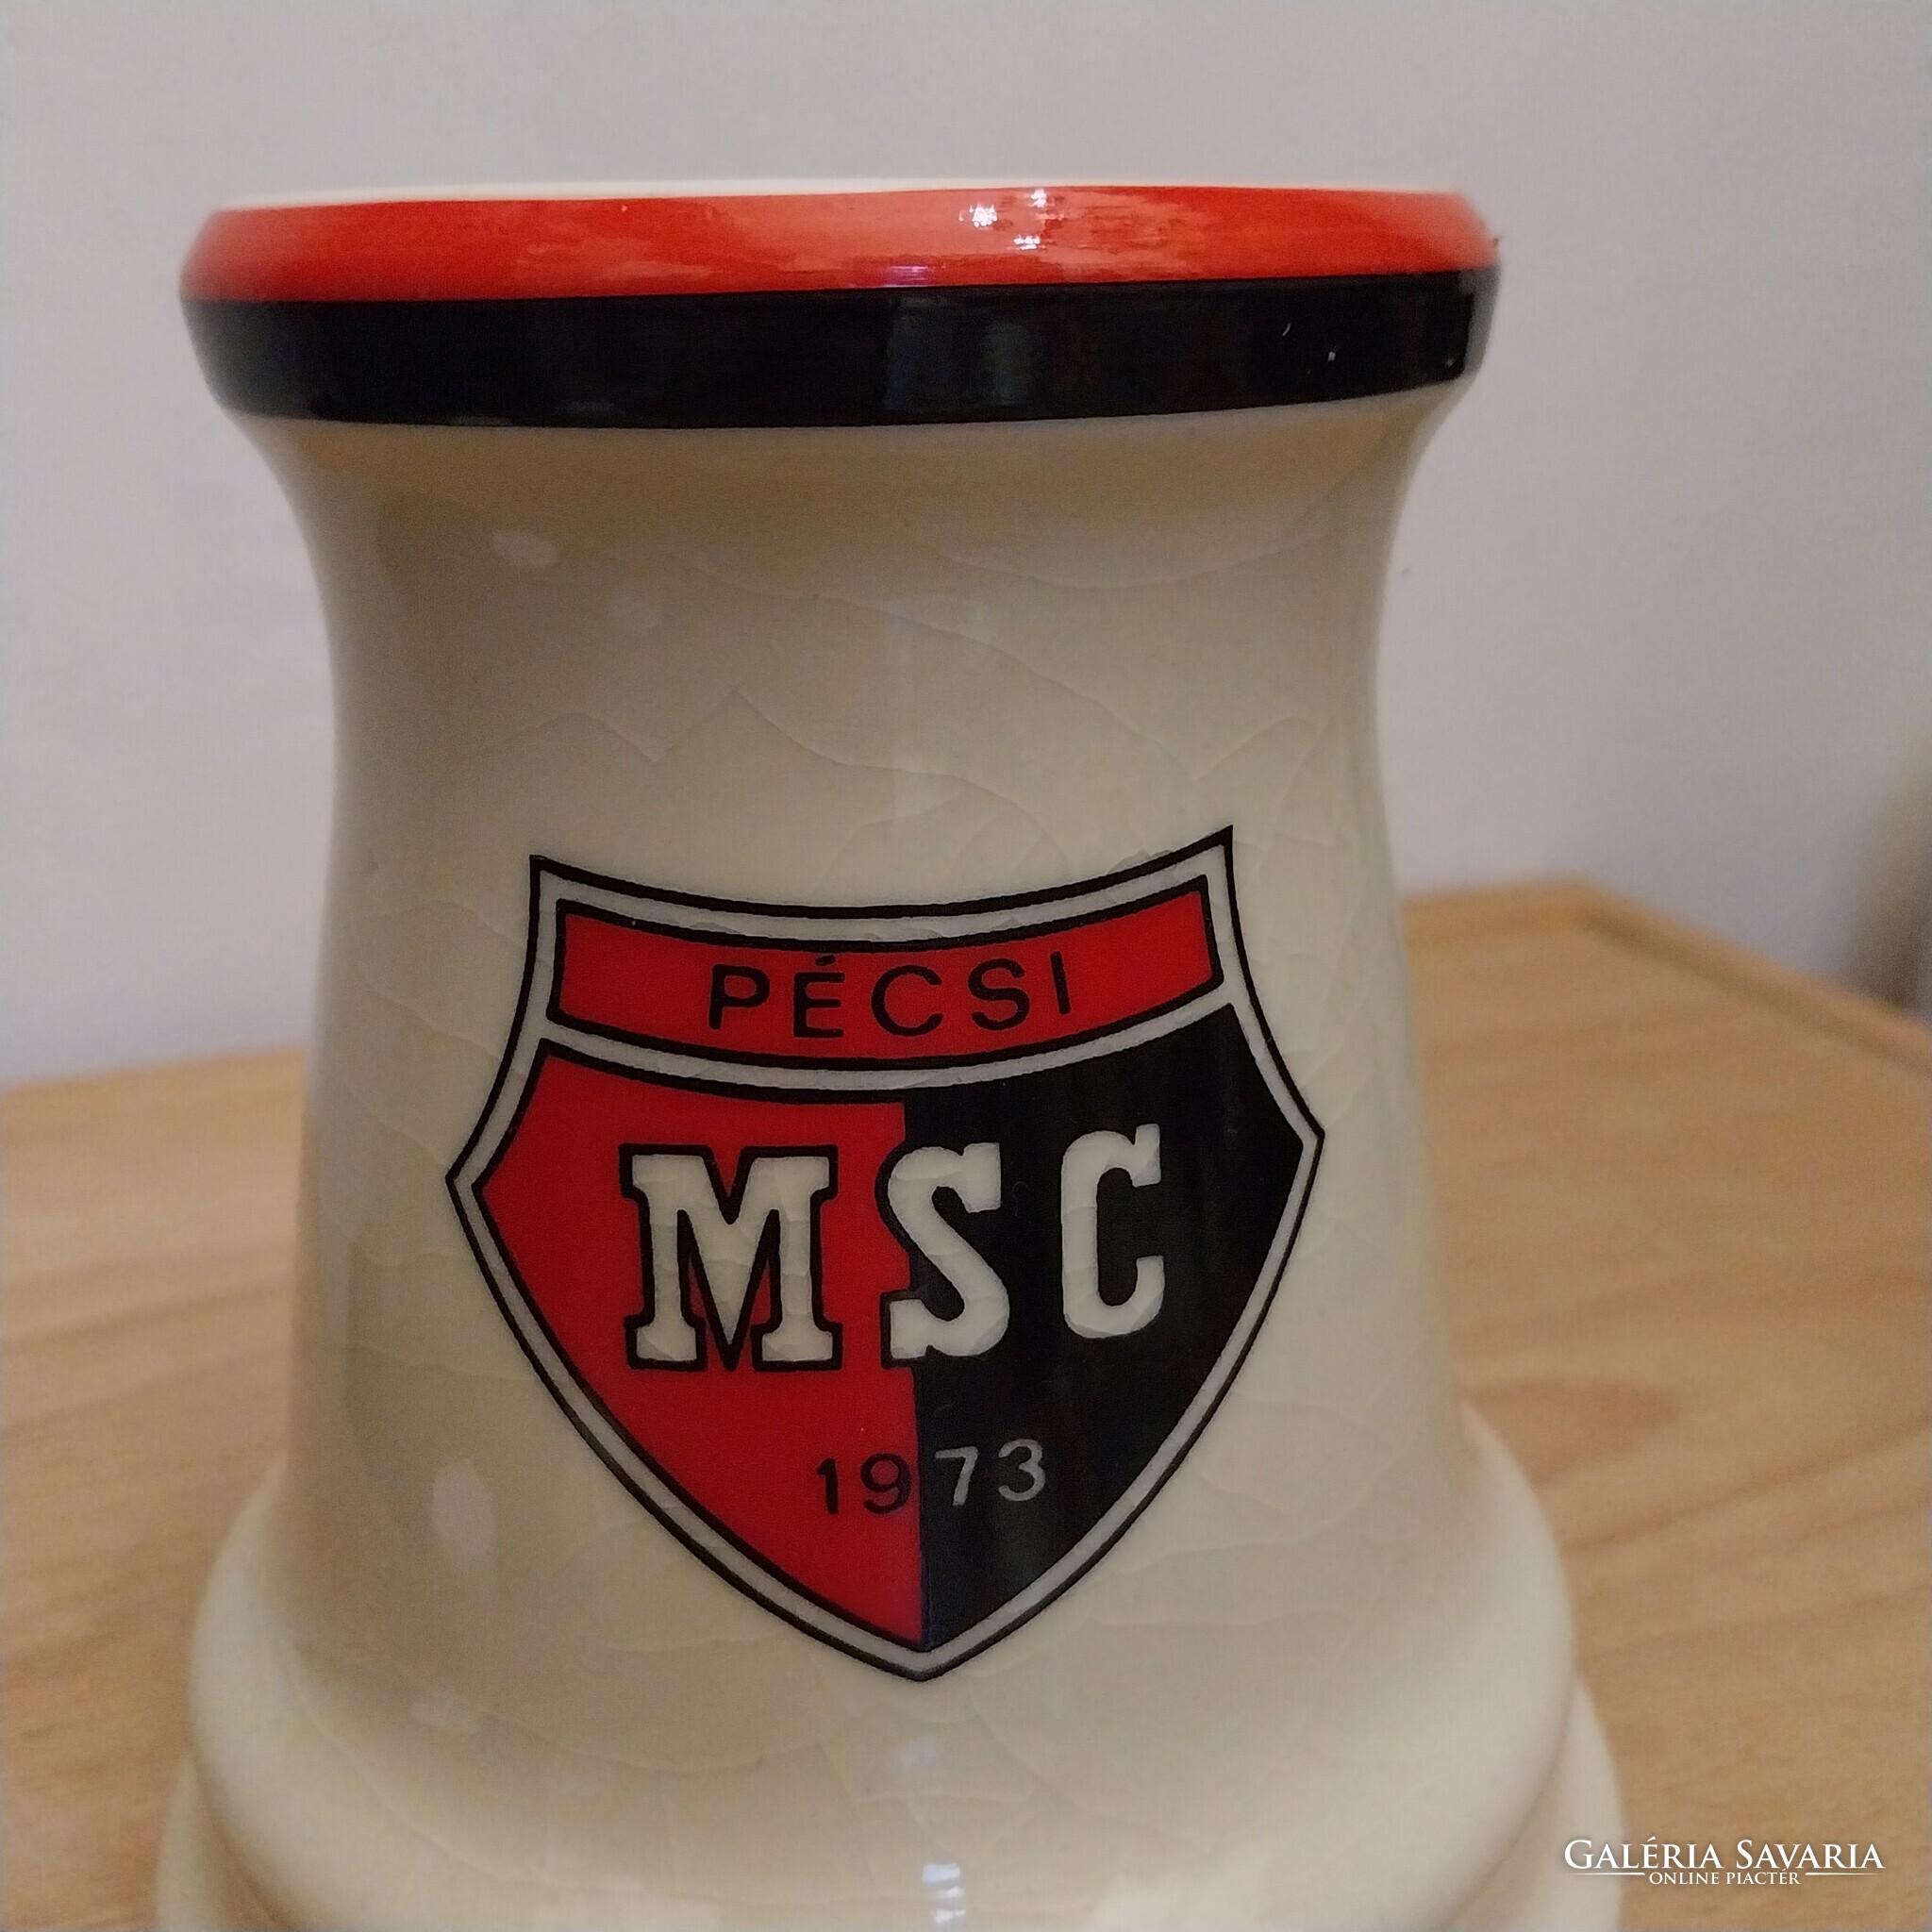 PÉCSI
MSC
1973
GALÉRIA SAVARIA
ONLINE PIACTÉR